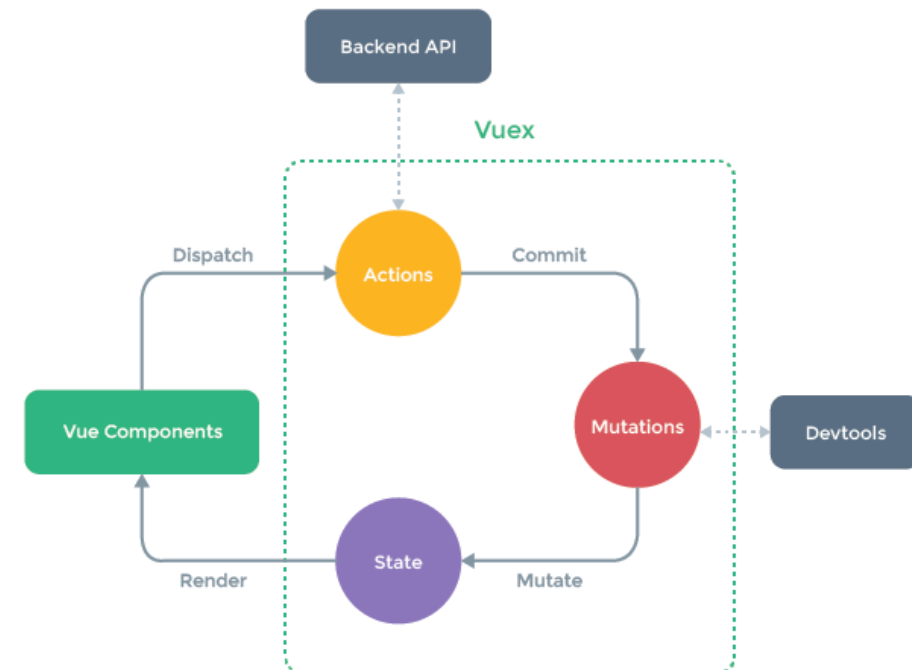 Backend API
Vuex
Dispatch
Commit
Actions
Vue Components
Mutations
Devtools
State
Render
Mutate